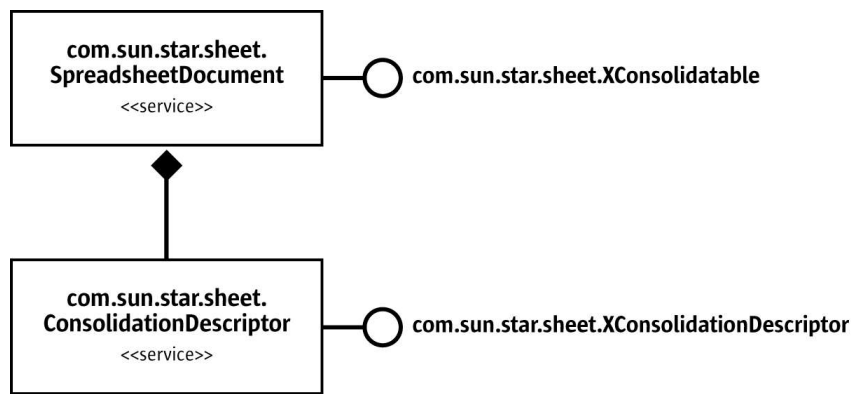 com.sun.star.sheet.
SpreadsheetDocument
<<service>>
com.sun.star.sheet.XConsolidatable
com.sun.star.sheet.
ConsolidationDescriptor
<<service>>
com.sun.star.sheet.XConsolidationDescriptor